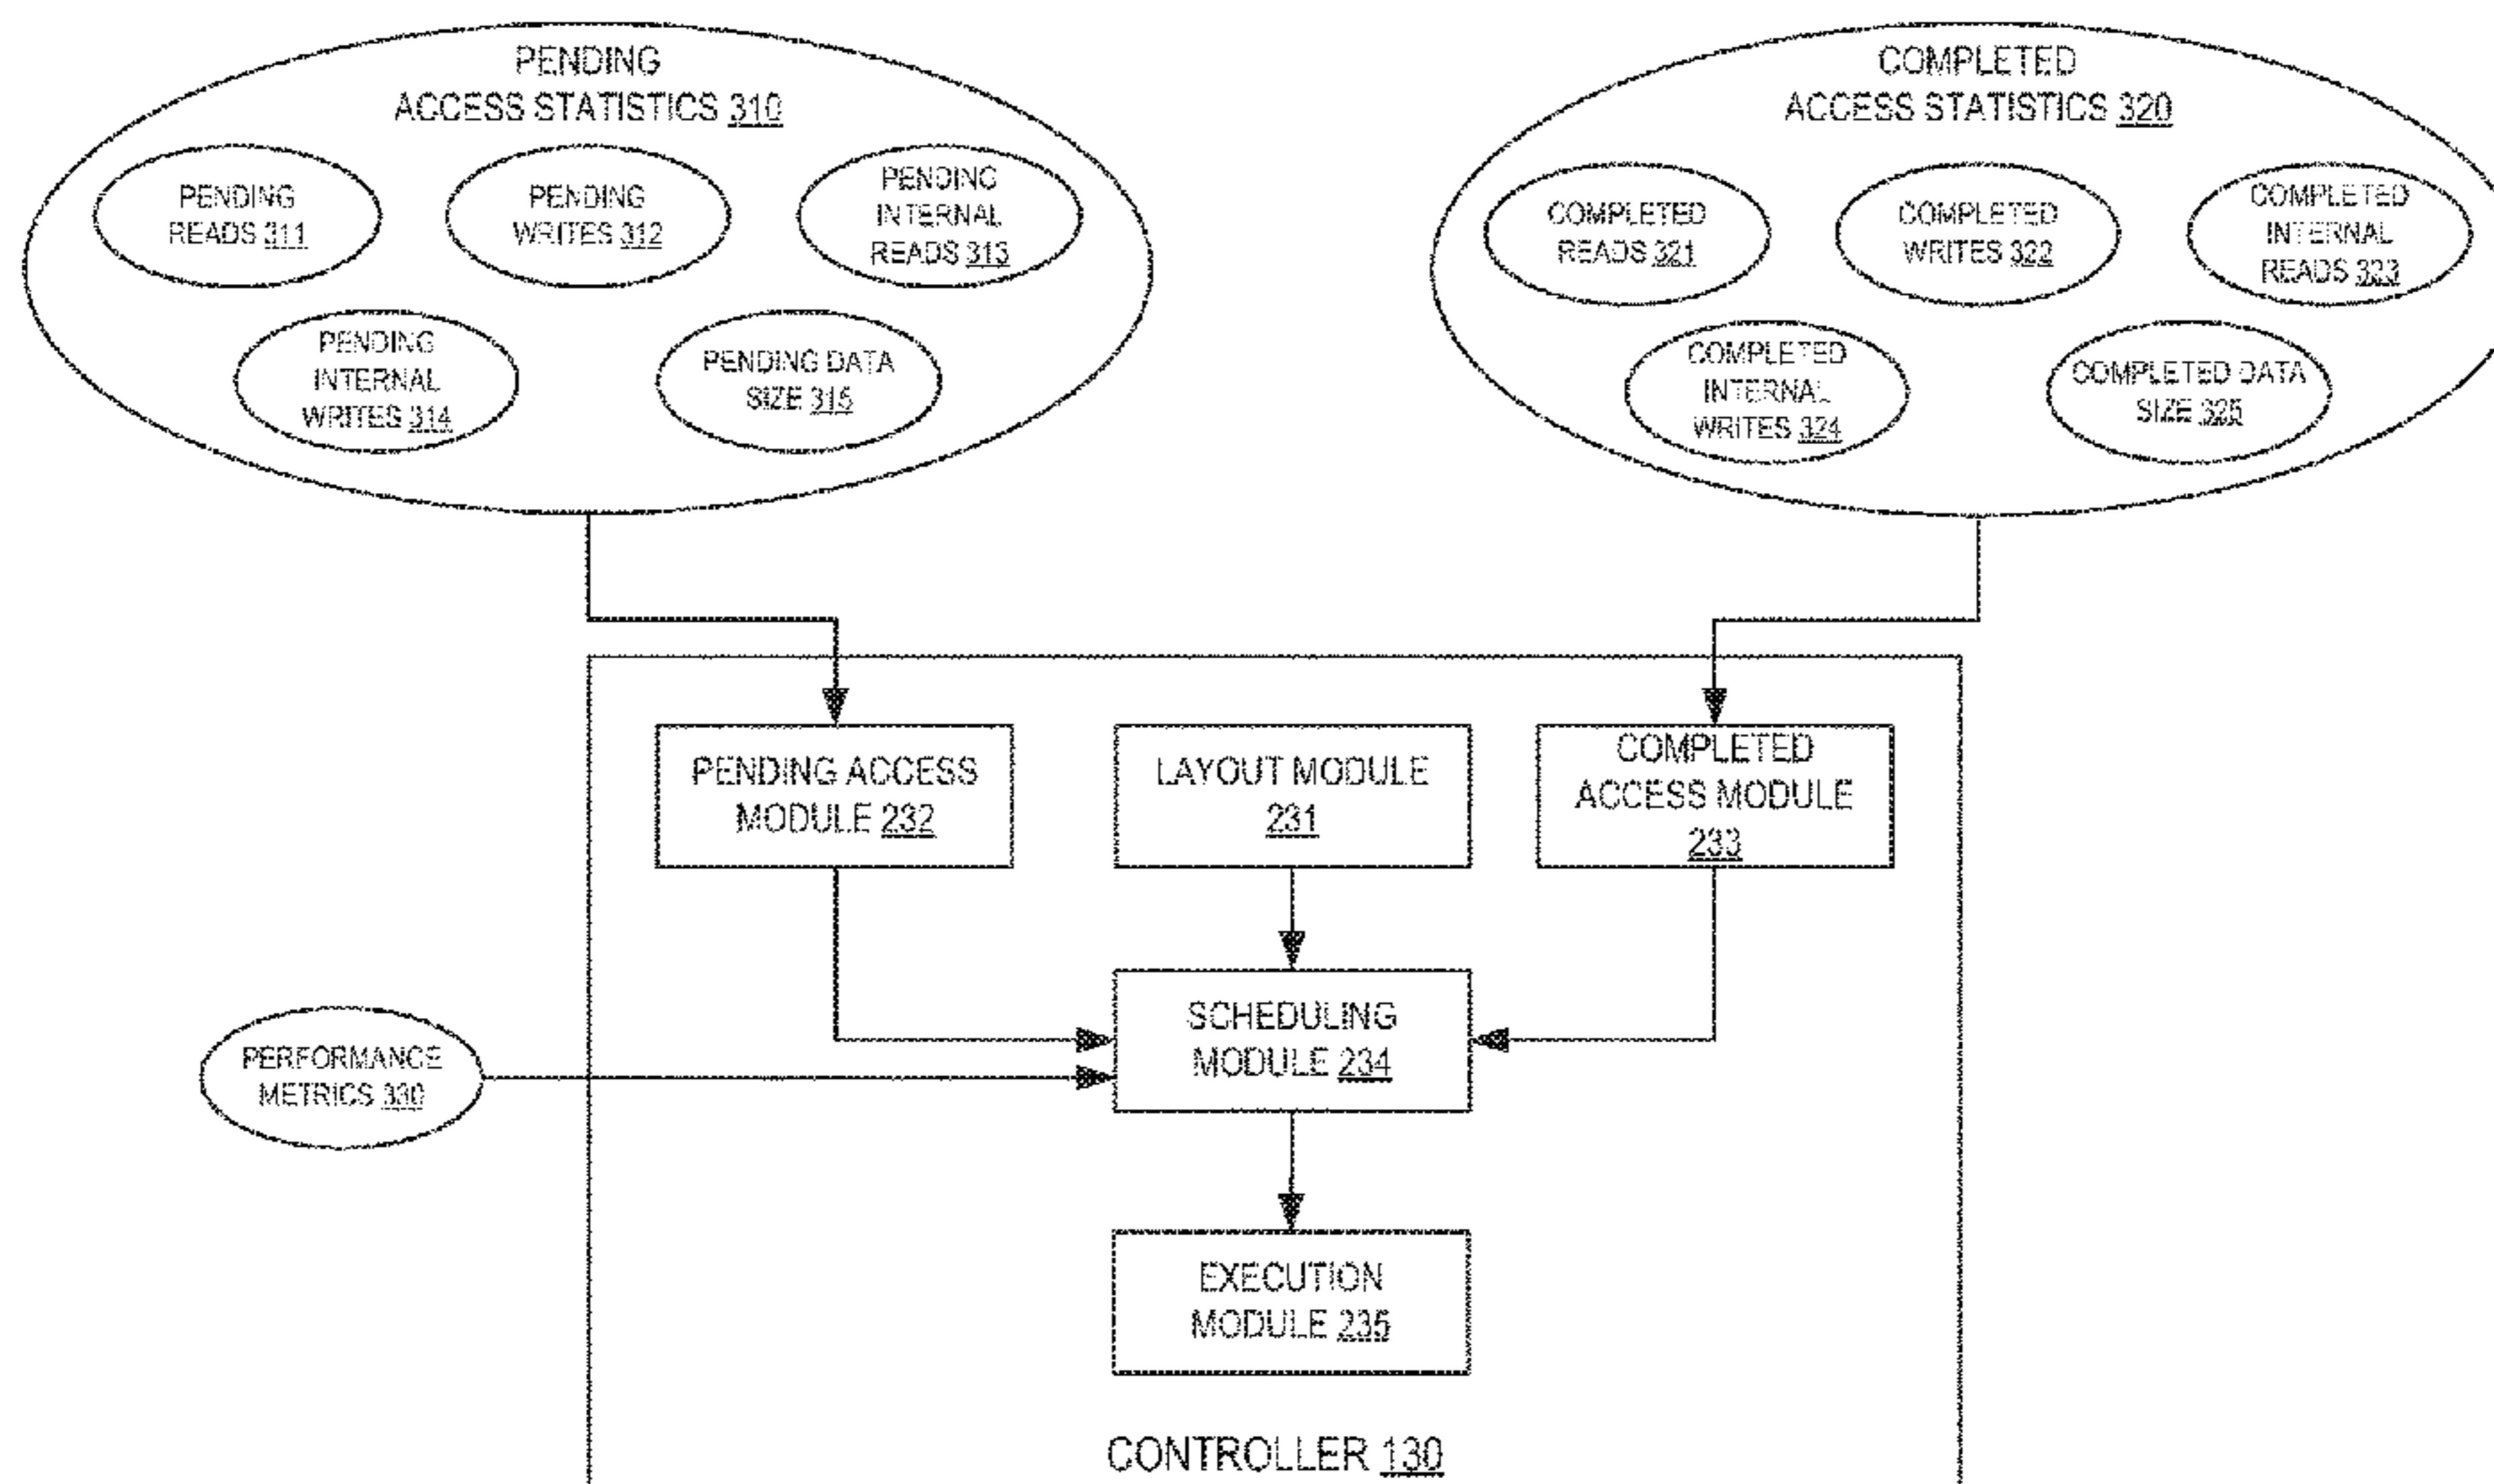 PENDING
ACCESS STATISTICS 310
PENDING
READS 311
PENDING
WRITES 312
PENDING
INTERNAL
READS 313
PENDING
INTERNAL
WRITES 314
PENDING DATA
SIZE 315
COMPLETED
ACCESS STATISTICS 320
COMPLETED
READS 321
COMPLETED
WRITES 322
COMPLETED
INTERNAL
READS 323
COMPLETED
INTERNAL
WRITES 324
COMPLETED DATA
SIZE 325
PENDING ACCESS
MODULE 232
LAYOUT MODULE
231
COMPLETED
ACCESS MODULE
233
PERFORMANCE
METRICS 330
SCHEDULING
MODULE 234
EXECUTION
MODULE 235
CONTROLLER 130